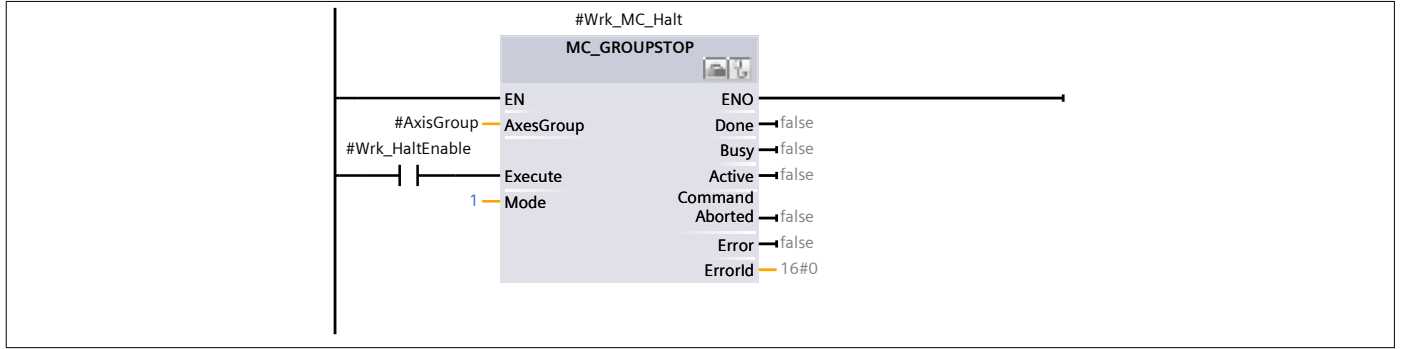 #Wrk_MC_Halt
MC_GROUPSTOP
EN ENO
#AxisGroup AxesGroup Done false
#Wrk_HaltEnable Busy false
Execute Active false
1 Mode Command
Aborted false
Error false
ErrorId 16#0